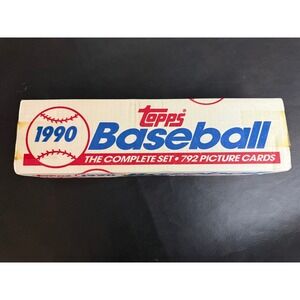 topps
1990
Baseball
THE COMPLETE SET • 792 PICTURE CARDS